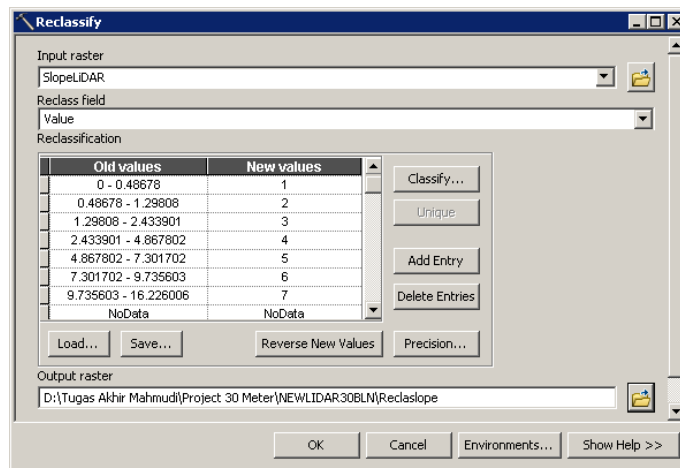 Reclassify
Input raster
SlopeLiDAR
Reclass field
Value
Reclassification
Old values New values
0 - 0.48678 1
0.48678 - 1.29808 2
1.29808 - 2.433901 3
2.433901 - 4.867802 4
4.867802 - 7.301702 5
7.301702 - 9.735603 6
9.735603 - 16.226006 7
NoData NoData
Classify...
Unique
Add Entry
Delete Entries
Load... Save... Reverse New Values Precision...
Output raster
D:\Tugas Akhir Mahmudi\Project 30 Meter\NEWLIDAR30BLN\Reclaslope
OK Cancel Environments... Show Help >>